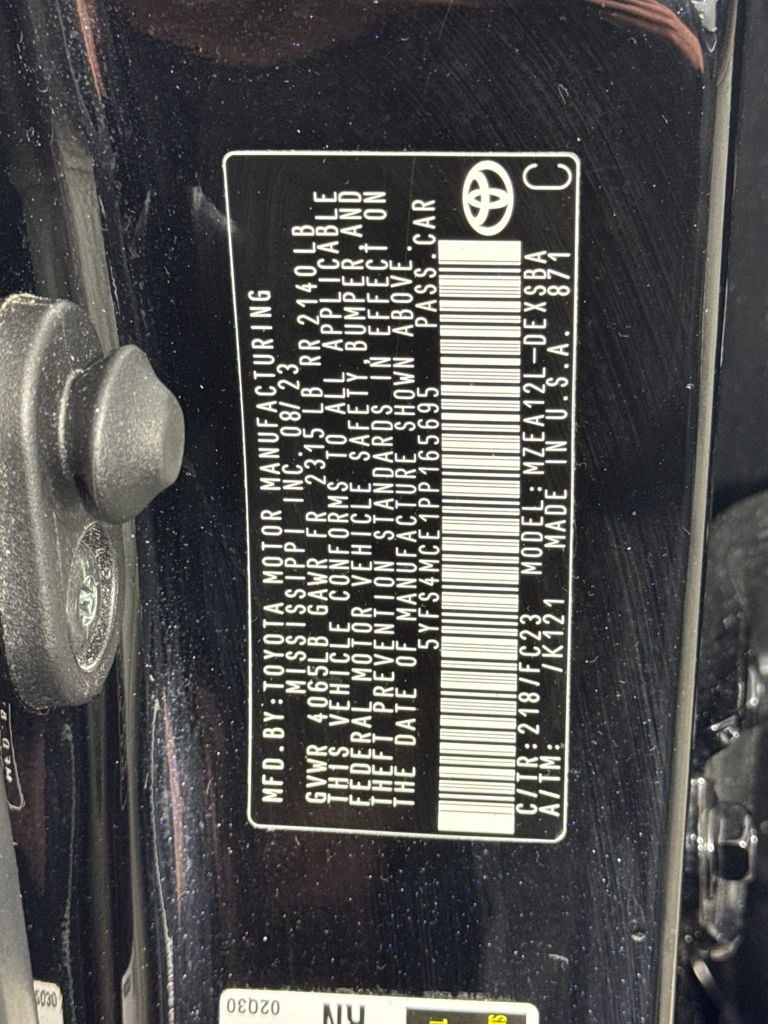 MFD.BY:TOYOTA MOTOR MANUFACTURING
MISSISSIPPI INC. 08/23
GVWR 4065LB GAWR FR 2315 LB RR 2140LB
THIS VEHICLE CONFORMS TO ALL APPLICABLE
FEDERAL MOTOR VEHICLE SAFETY, BUMPER, AND
THEFT PREVENTION STANDARDS IN EFFECT ON
THE DATE OF MANUFACTURE SHOWN ABOVE.
5YFS4MCE1PP165695 PASS.CAR
C/TR:218/FC23 MODEL:MZEA12L-DEXSBA
A/TM: /K121 MADE IN U.S.A. 871
C
02Q30